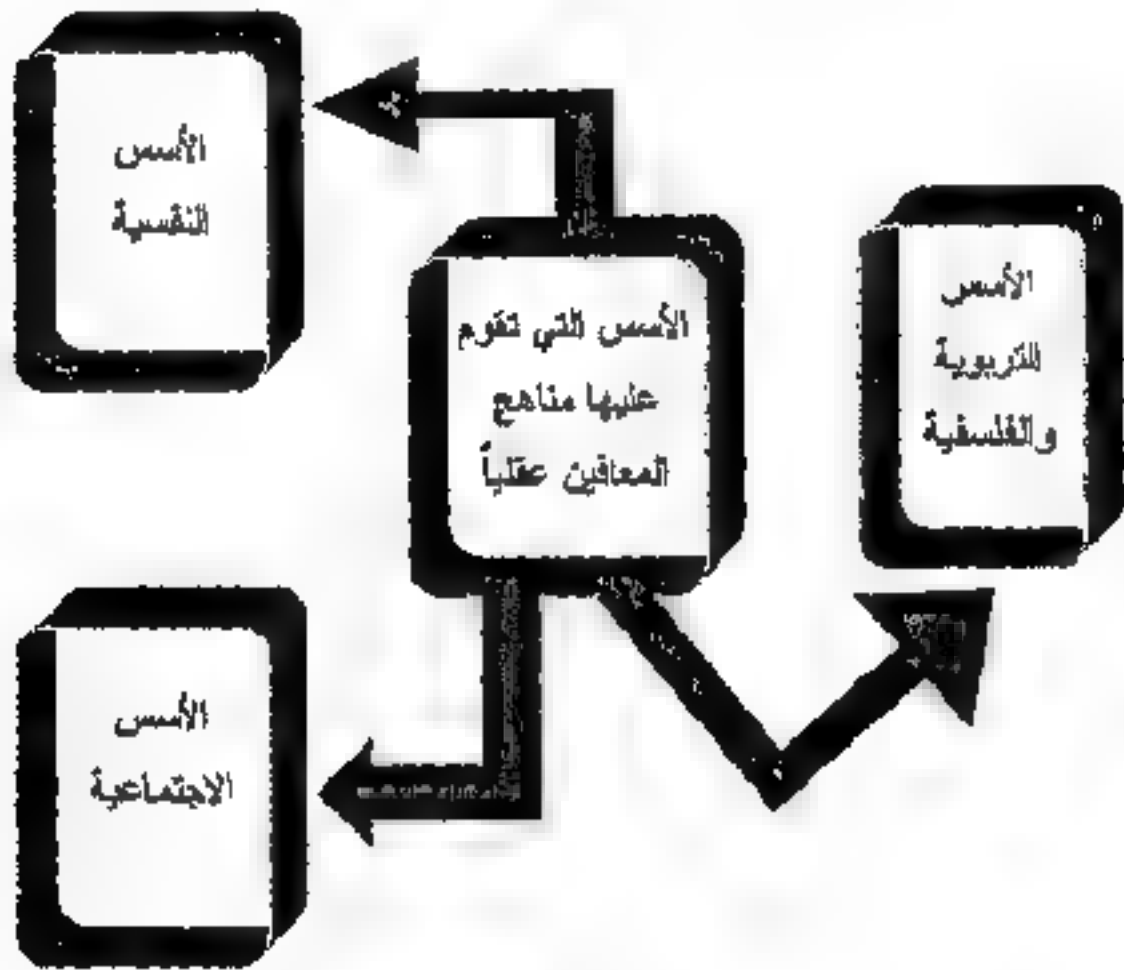 الأسس
النفسية
الأسس التي تقوم
عليها مناهج
المعاقين عقلياً
الأسس
التربوية
والفلسفية
الأسس
الاجتماعية